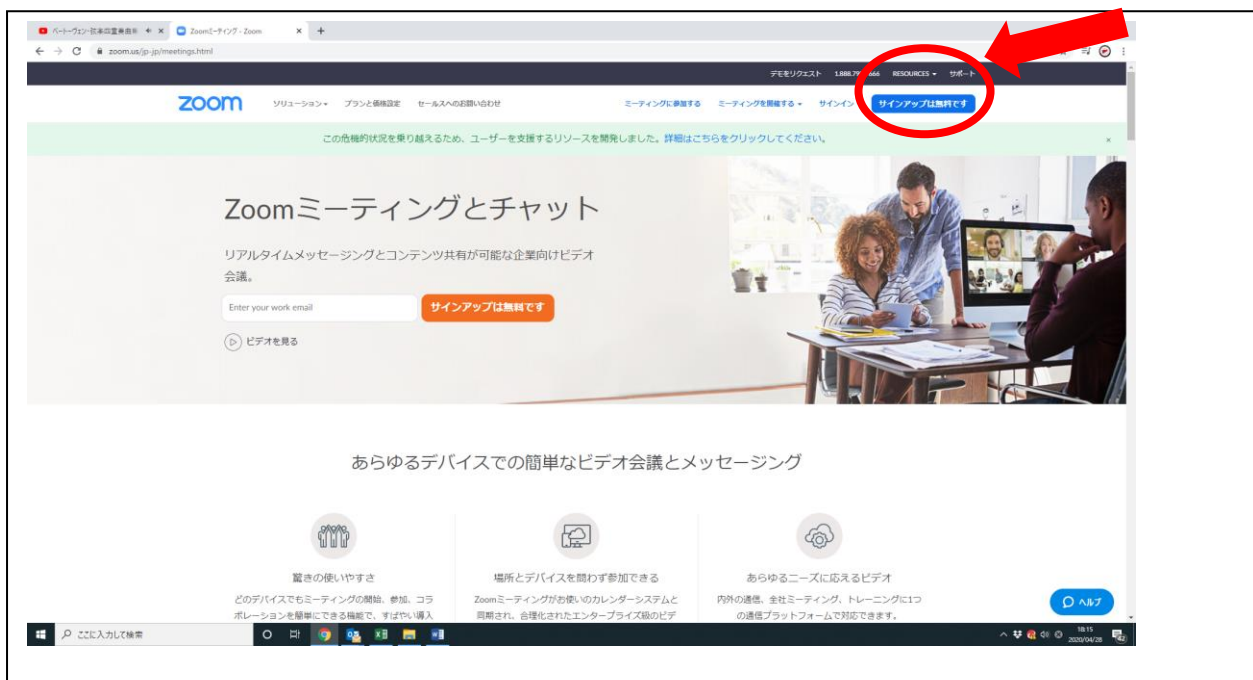 Zoomミーティング - Zoom
zoom.us/jp-jp/meetings.html
デモをリクエスト 1.888.79 666 RESOURCES サポート
zoom ソリューション プランと価格設定 セールスへのお問い合わせ ミーティングに参加する ミーティングを開催する サインイン サインアップは無料です
この危機的状況を乗り越えるため、ユーザーを支援するリソースを開発しました。詳細はこちらをクリックしてください。 ×
Zoomミーティングとチャット
リアルタイムメッセージングとコンテンツ共有が可能な企業向けビデオ
会議。
Enter your work email サインアップは無料です
ビデオを見る
あらゆるデバイスでの簡単なビデオ会議とメッセージング
驚きの使いやすさ 場所とデバイスを問わず参加できる あらゆるニーズに応えるビデオ
どのデバイスでもミーティングの開始、参加、コラ Zoomミーティングがお使いのカレンダーシステムと 内外の通信、全社ミーティング、トレーニングに1つ
ボレーションを簡単にできる機能で、すばやい導入 同期され、合理化されたエンタープライズ級のビデ の通信プラットフォームで対応できます。
ヘルプ
ここに入力して検索
18:15
2020/04/28